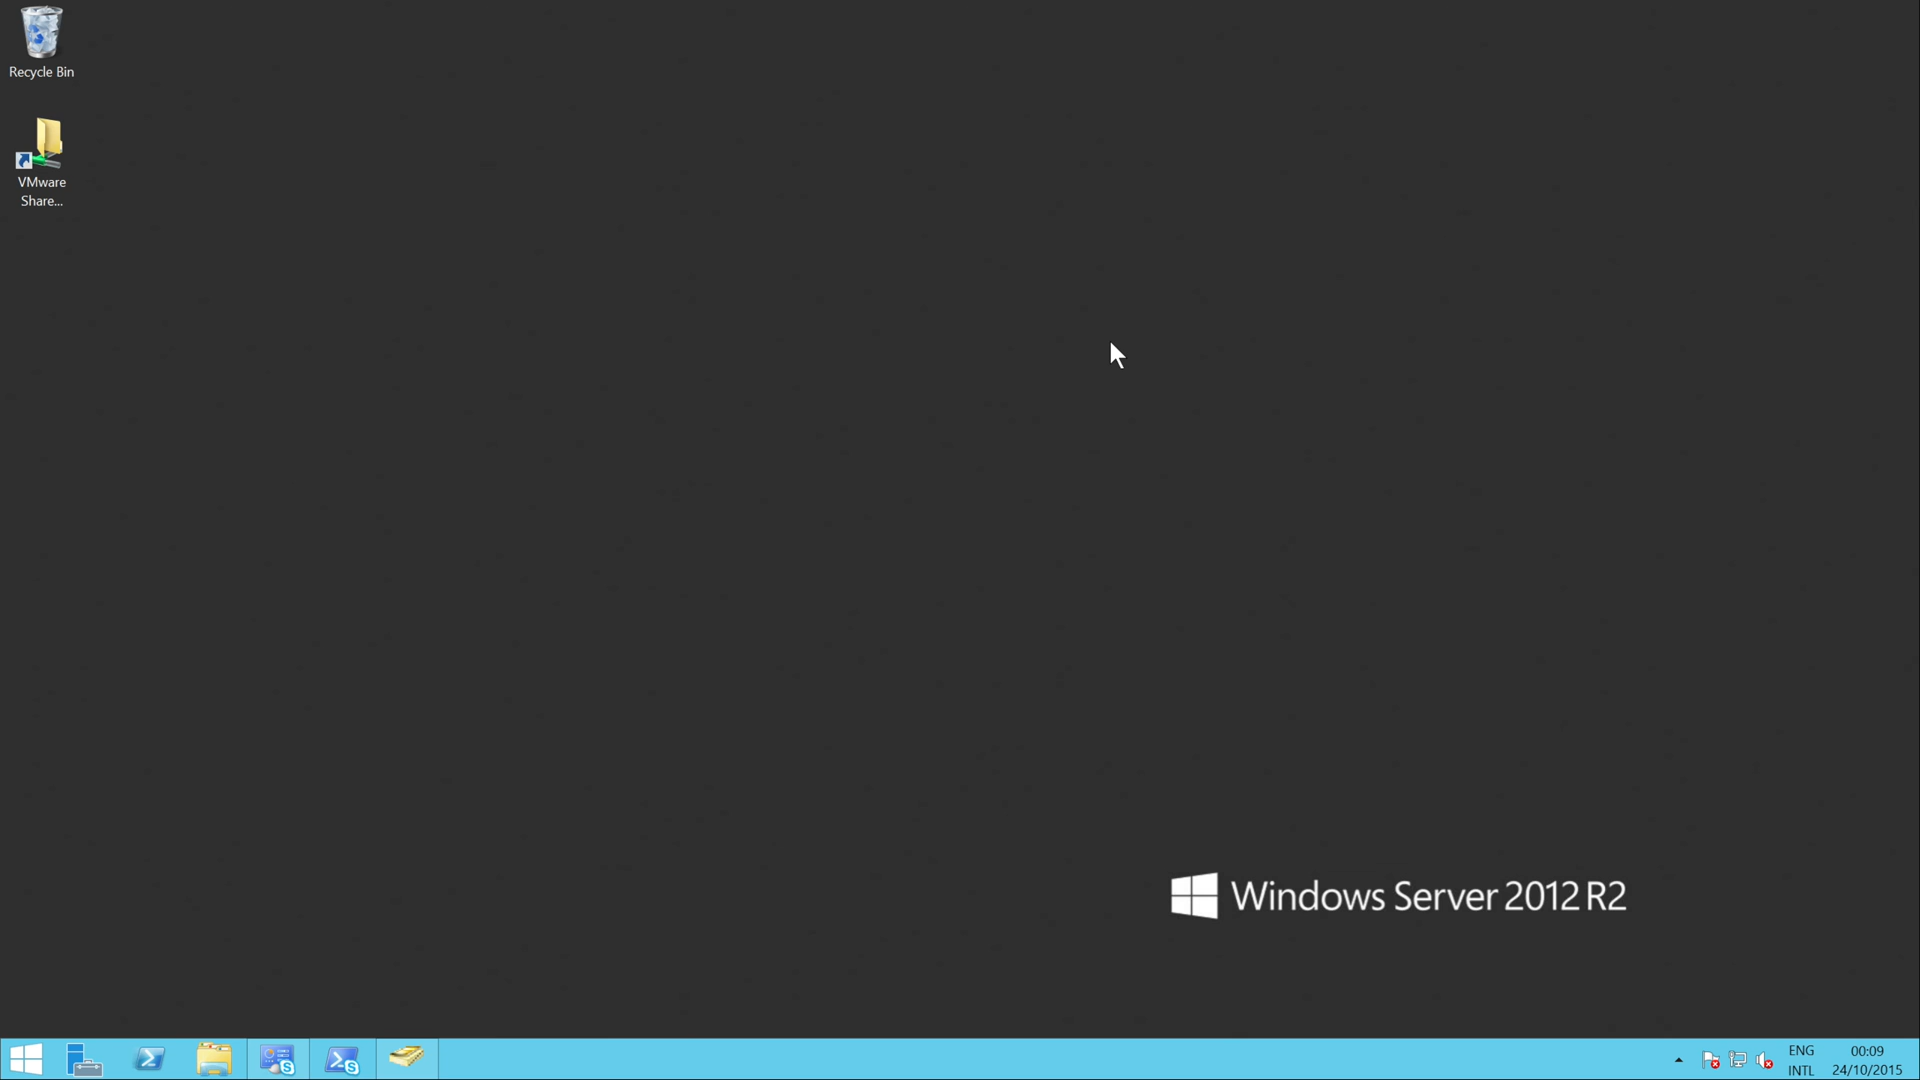 Recycle Bin
VMware
Share...
Windows Server 2012 R2
ENG
INTL
00:09
24/10/2015